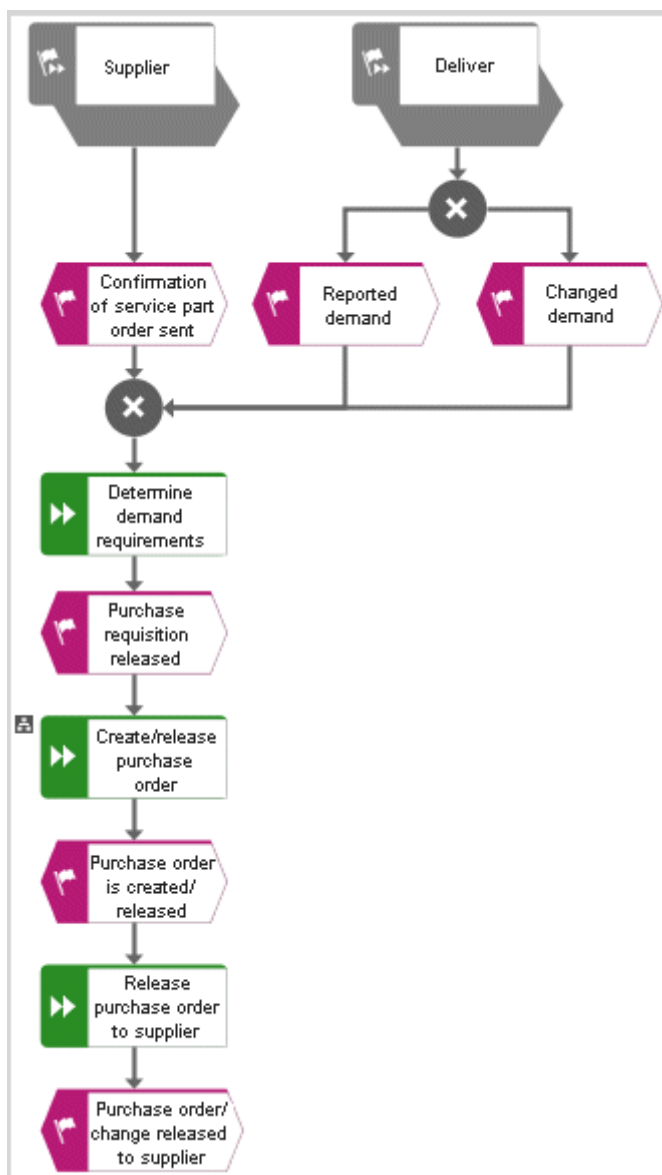 Supplier
Deliver
Confirmation
of service part
order sent
Reported
demand
Changed
demand
Determine
demand
requirements
Purchase
requisition
released
Create/release
purchase
order
Purchase order
is created/
released
Release
purchase order
to supplier
Purchase order/
change released
to supplier